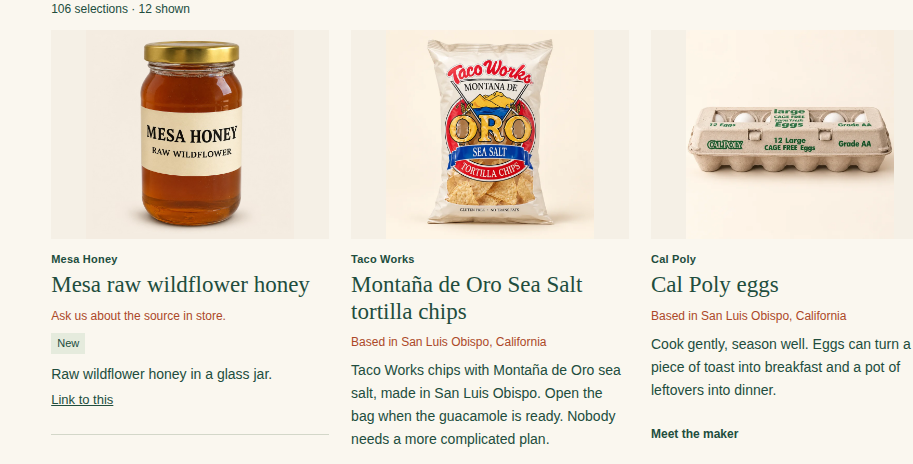 106 selections · 12 shown
MESA HONEY
RAW WILDFLOWER
Taco Works
MONTANA DE
ORO
SEA SALT
TORTILLA CHIPS
large
CAGE FREE
Eggs
12 Eggs
Grade AA
CAL POLY
12 Large
CAGE FREE Eggs
Grade AA
Mesa Honey
Mesa raw wildflower honey
Ask us about the source in store.
New
Raw wildflower honey in a glass jar.
Link to this
Taco Works
Montaña de Oro Sea Salt
tortilla chips
Based in San Luis Obispo, California
Taco Works chips with Montaña de Oro sea
salt, made in San Luis Obispo. Open the
bag when the guacamole is ready. Nobody
needs a more complicated plan.
Cal Poly
Cal Poly eggs
Based in San Luis Obispo, California
Cook gently, season well. Eggs can turn a
piece of toast into breakfast and a pot of
leftovers into dinner.
Meet the maker